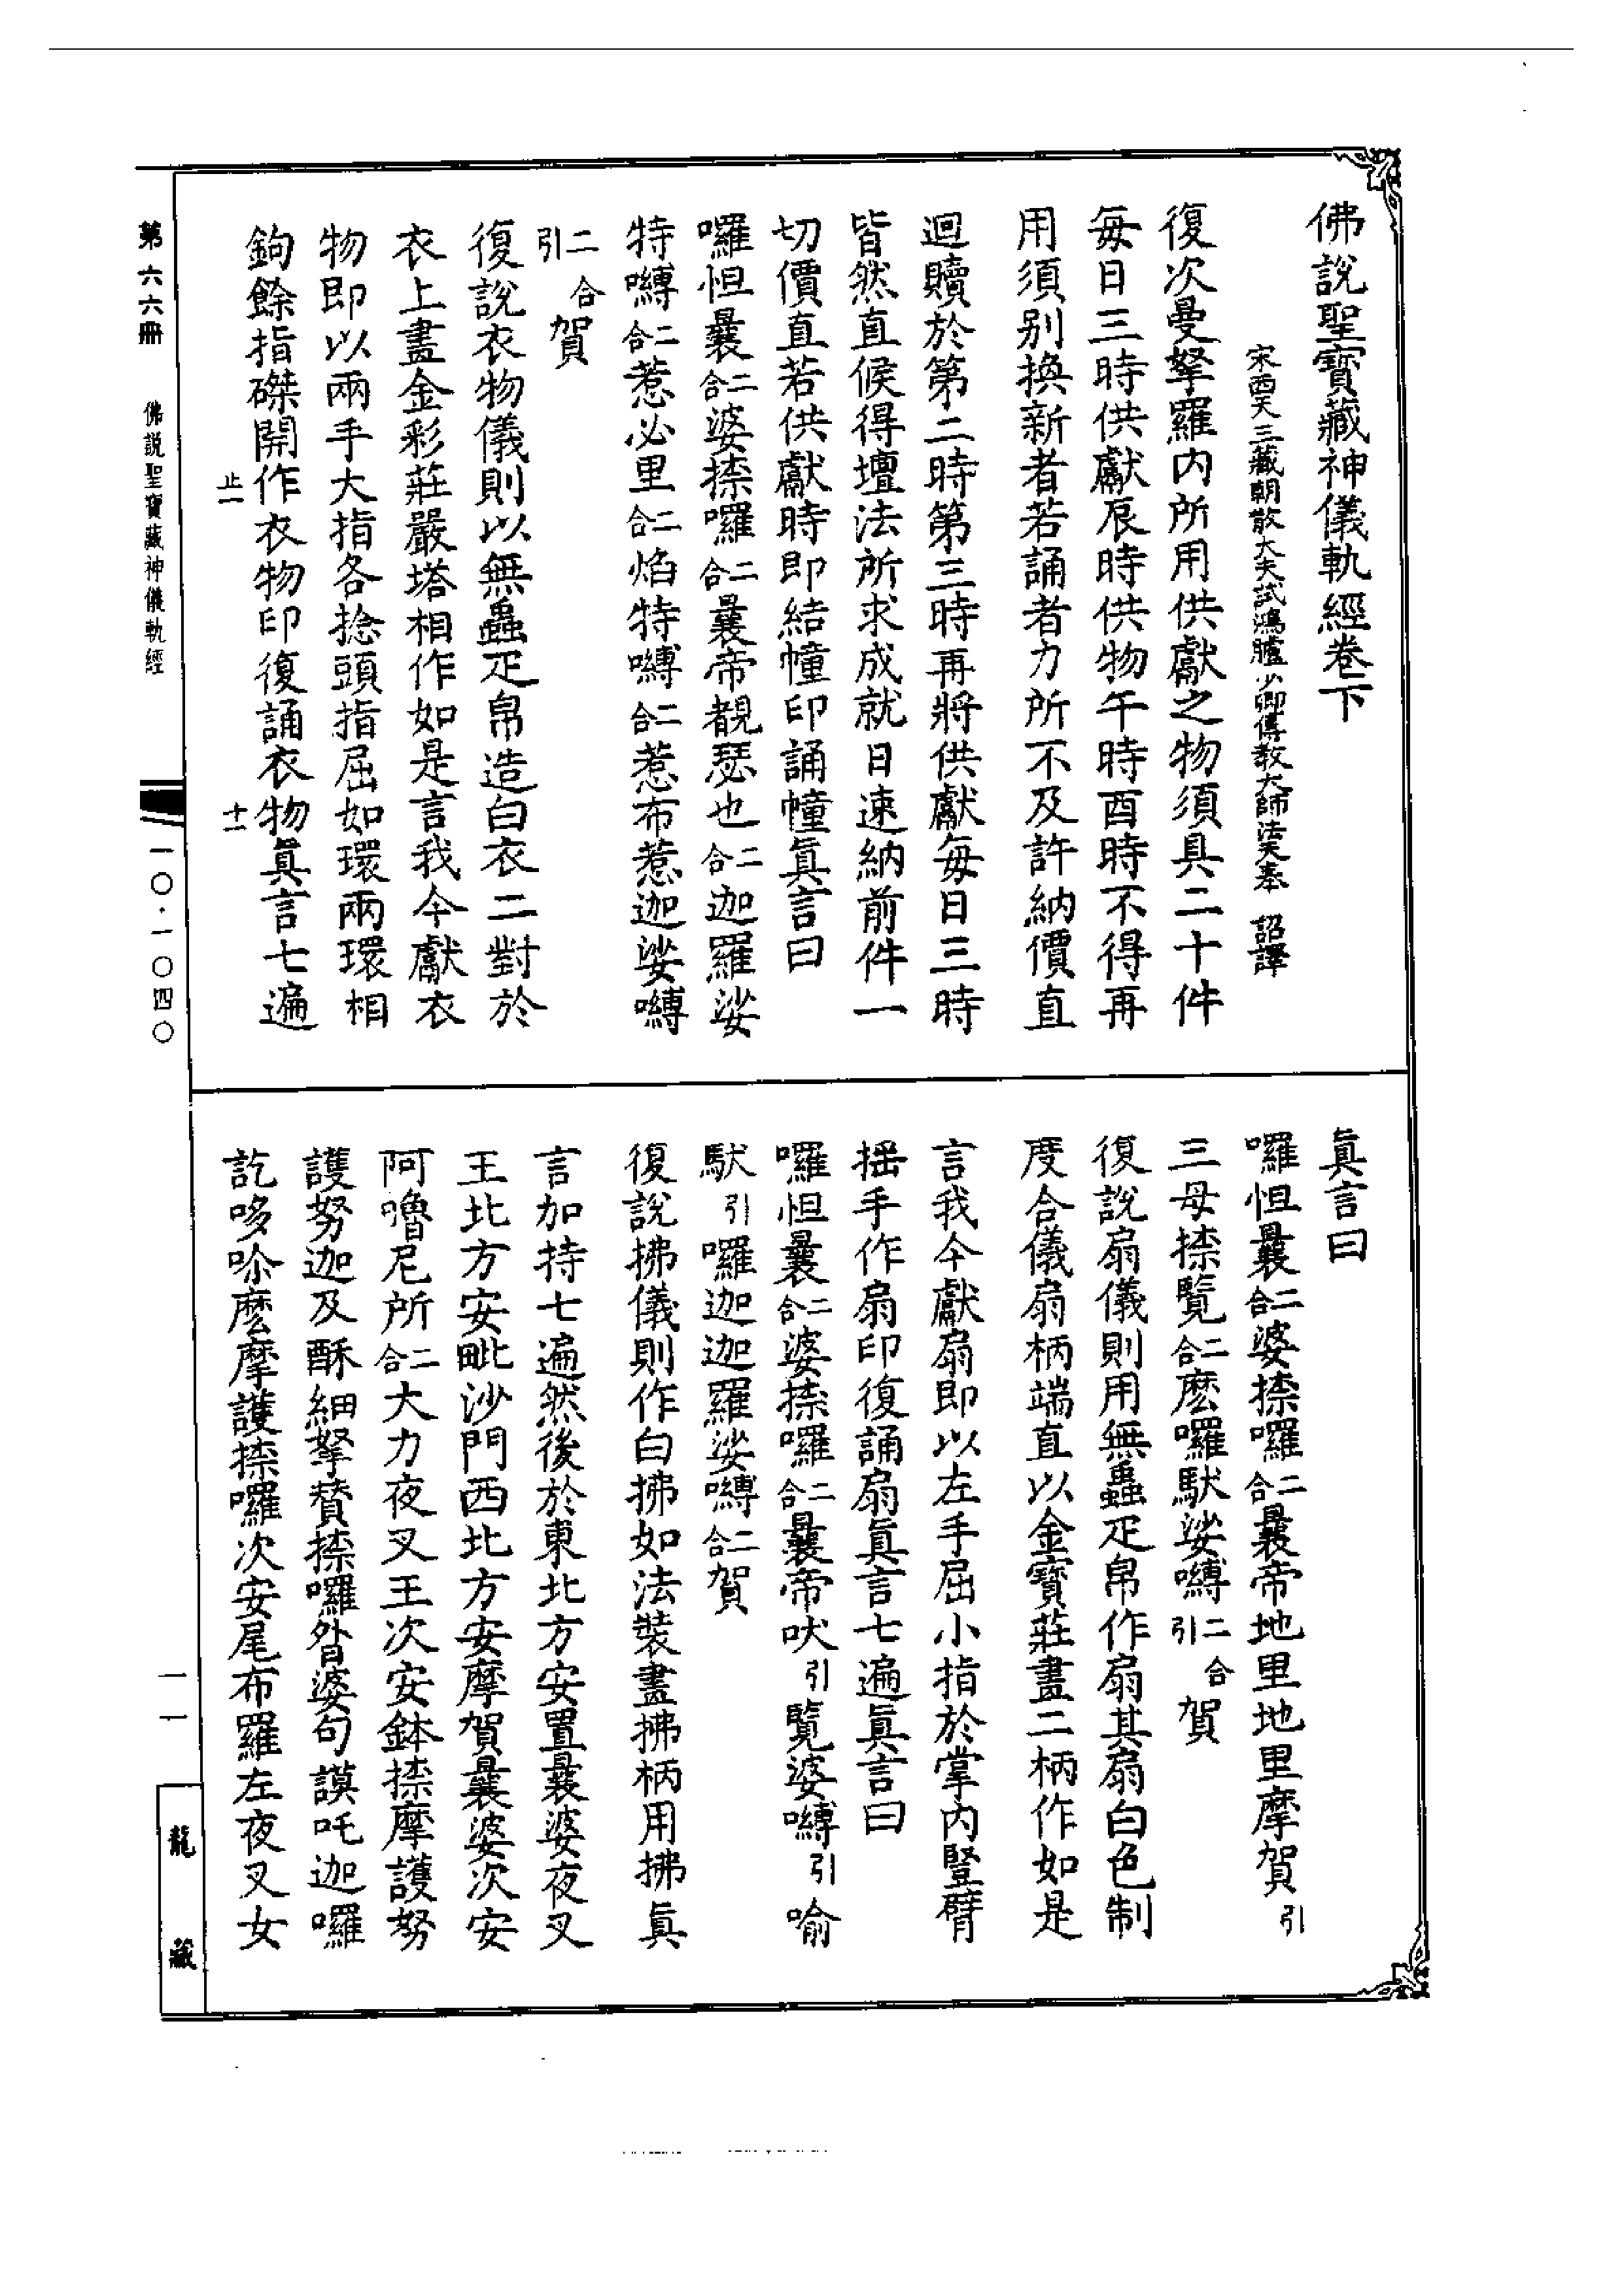 佛說聖寶藏神儀軌經卷下
宋西天三藏朝散大夫試鴻臚少卿傳教大師法天奉 詔譯
復次曼拏羅內所用供獻之物須具二十件
每日三時供獻辰時供物午時酉時不得再
用須别換新者若誦者力所不及許納價直
迴贖於第二時第三時再將供獻每日三時
皆然直候得壇法所求成就日速納前件一
切價直若供獻時即結幢印誦幢眞言曰
囉怛曩二合婆捺囉二合曩帝覩瑟也二合迦羅娑
特嚩二合惹必里二合焰特嚩二合惹布惹迦娑嚩
二合引賀
復說衣物儀則以無蟲疋帛造白衣二對於
衣上畫金彩莊嚴塔相作如是言我今獻衣
物即以兩手大指各捻頭指屈如環兩環相
鉤餘指磔開作衣物印復誦衣物眞言七遍
眞言曰
囉怛曩二合婆捺囉二合曩帝地里地里摩賀引
三母捺覽二合麽囉馱娑嚩二合引賀
復說扇儀則用無蟲疋帛作扇其扇白色制
度合儀扇柄端直以金寶莊畫二柄作如是
言我今獻扇即以左手屈小指於掌內豎臂
揺手作扇印復誦扇眞言七遍眞言曰
囉怛曩二合婆捺囉二合曩帝吠引覽婆嚩引喻
馱引囉迦迦羅娑嚩二合賀
復說拂儀則作白拂如法裝畫拂柄用拂眞
言加持七遍然後於東北方安置曩婆夜叉
王北方安毗沙門西北方安摩賀曩婆次安
阿嚕尼所二合大力夜叉王次安鉢捺摩護努
護努迦及酥細拏賛捺囉眥婆句謨吒迦囉
訖哆咻麽摩護捺囉次安尾布羅左夜叉女
第六六冊
佛説聖寶藏神儀軌經
一〇·一〇四〇
止一
十一
一一
龍藏